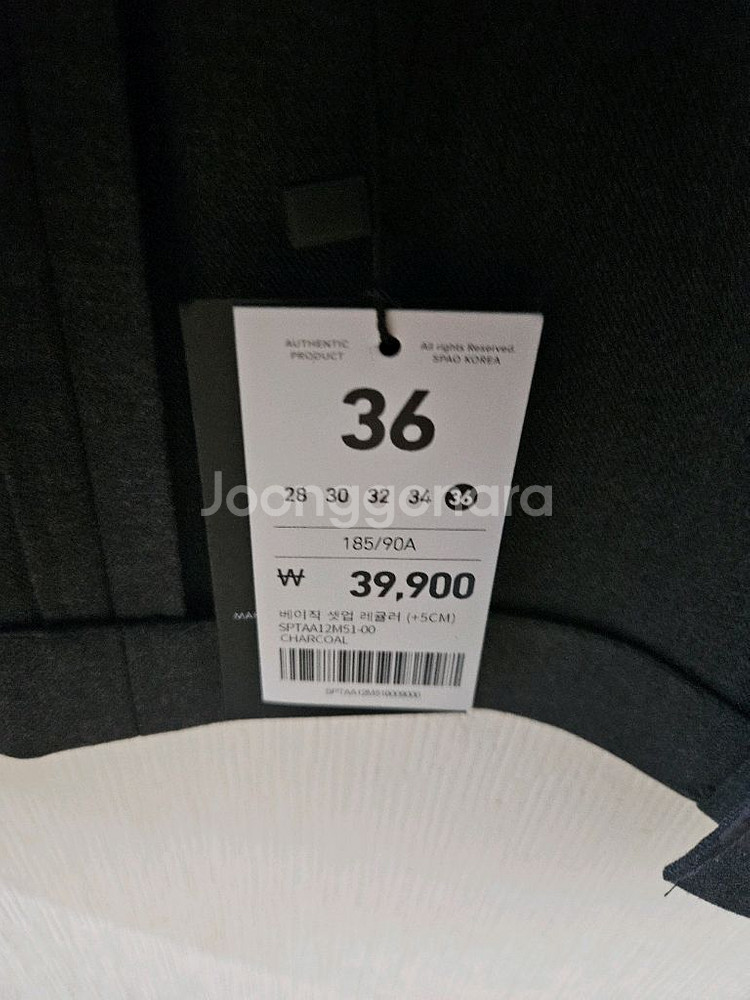 AUTHENTIC
PRODUCT
All rights Reserved.
SPAO KOREA
36
28 30 32 34 36
Joonggonara
185/90A
₩ 39,900
베이직 셋업 레귤러 (+5CM)
SPTAA12M51-00
CHARCOAL